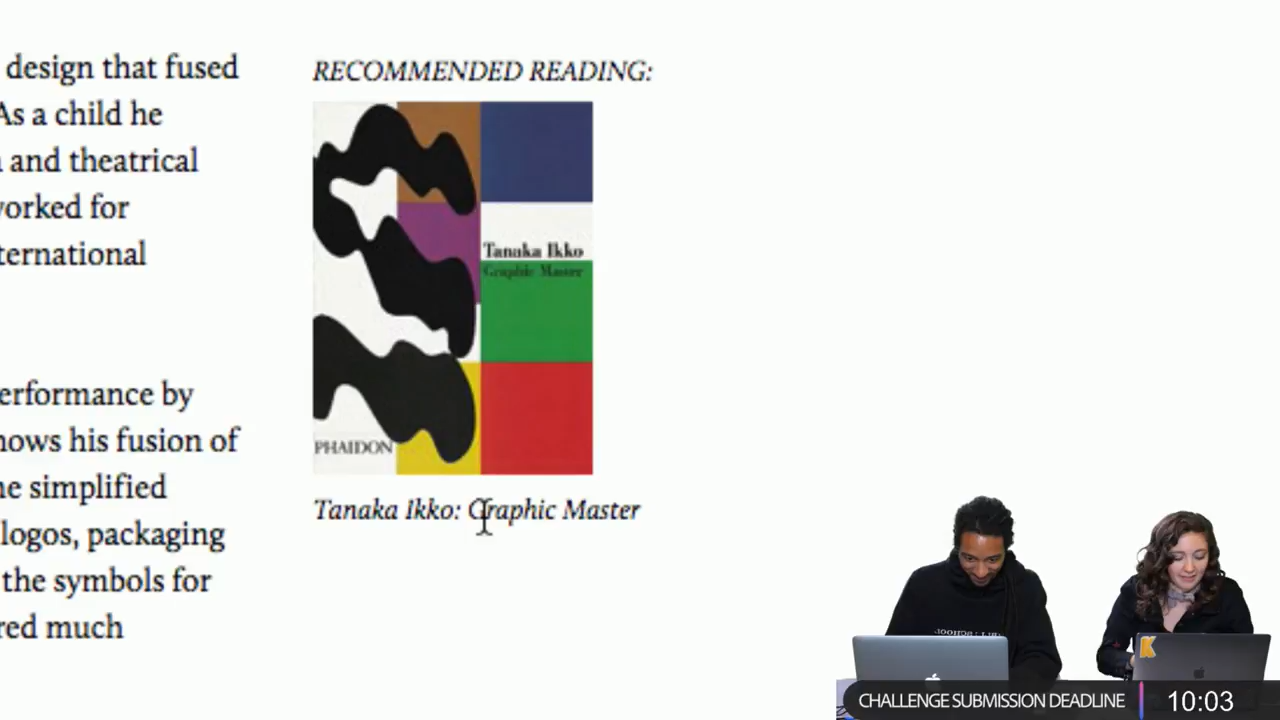 design that fused
As a child he
and theatrical
worked for
ternational
erformance by
hows his fusion of
he simplified
logos, packaging
the symbols for
red much
RECOMMENDED READING:
Tanaka Ikko
Graphic Master
PHAIDON
Tanaka Ikko: Graphic Master
K
CHALLENGE SUBMISSION DEADLINE
10:03